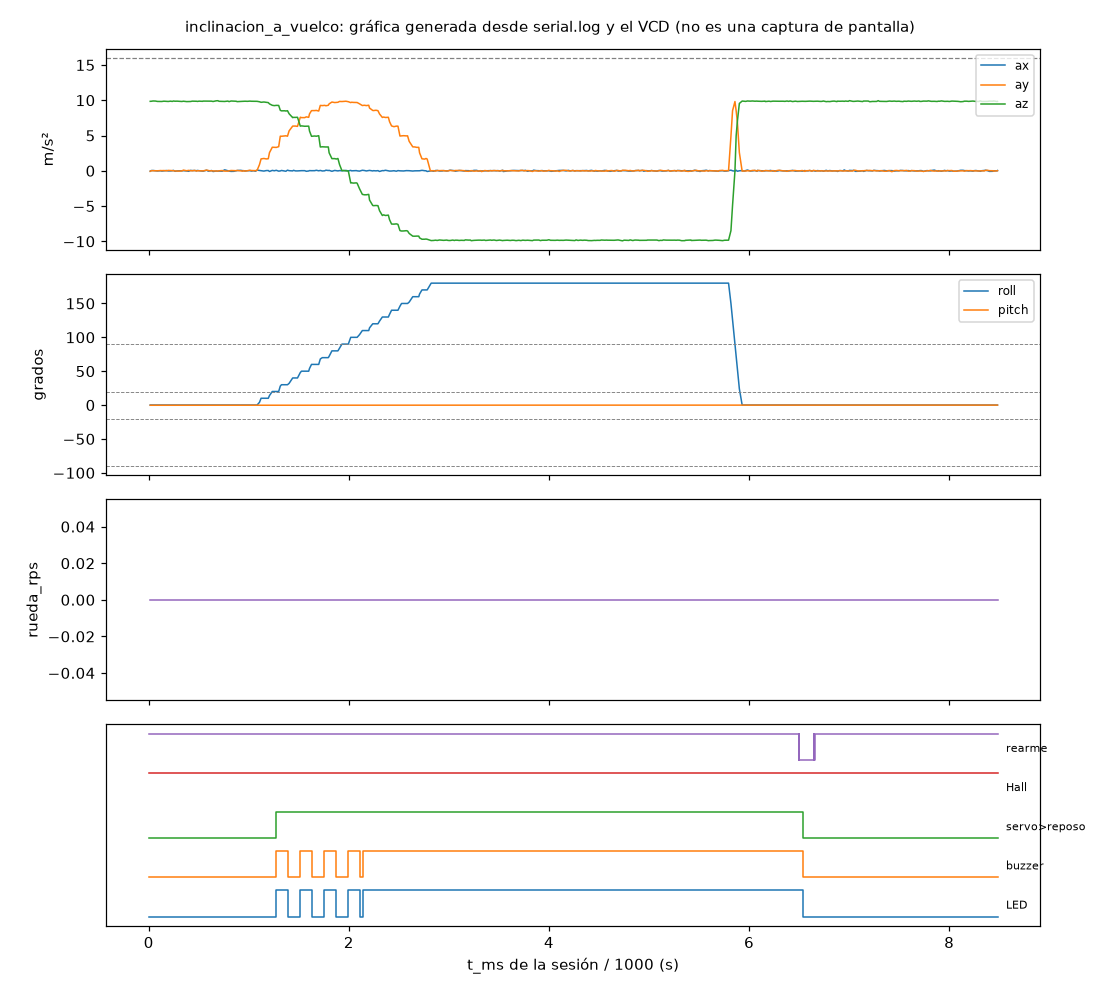 inclinacion_a_vuelco: gráfica generada desde serial.log y el VCD (no es una captura de pantalla)
15
10
5
0
−5
−10
m/s²
ax
ay
az
150
100
50
0
−50
−100
grados
roll
pitch
0.04
0.02
0.00
−0.02
−0.04
rueda_rps
rearme
Hall
servo>reposo
buzzer
LED
0 2 4 6 8
t_ms de la sesión / 1000 (s)